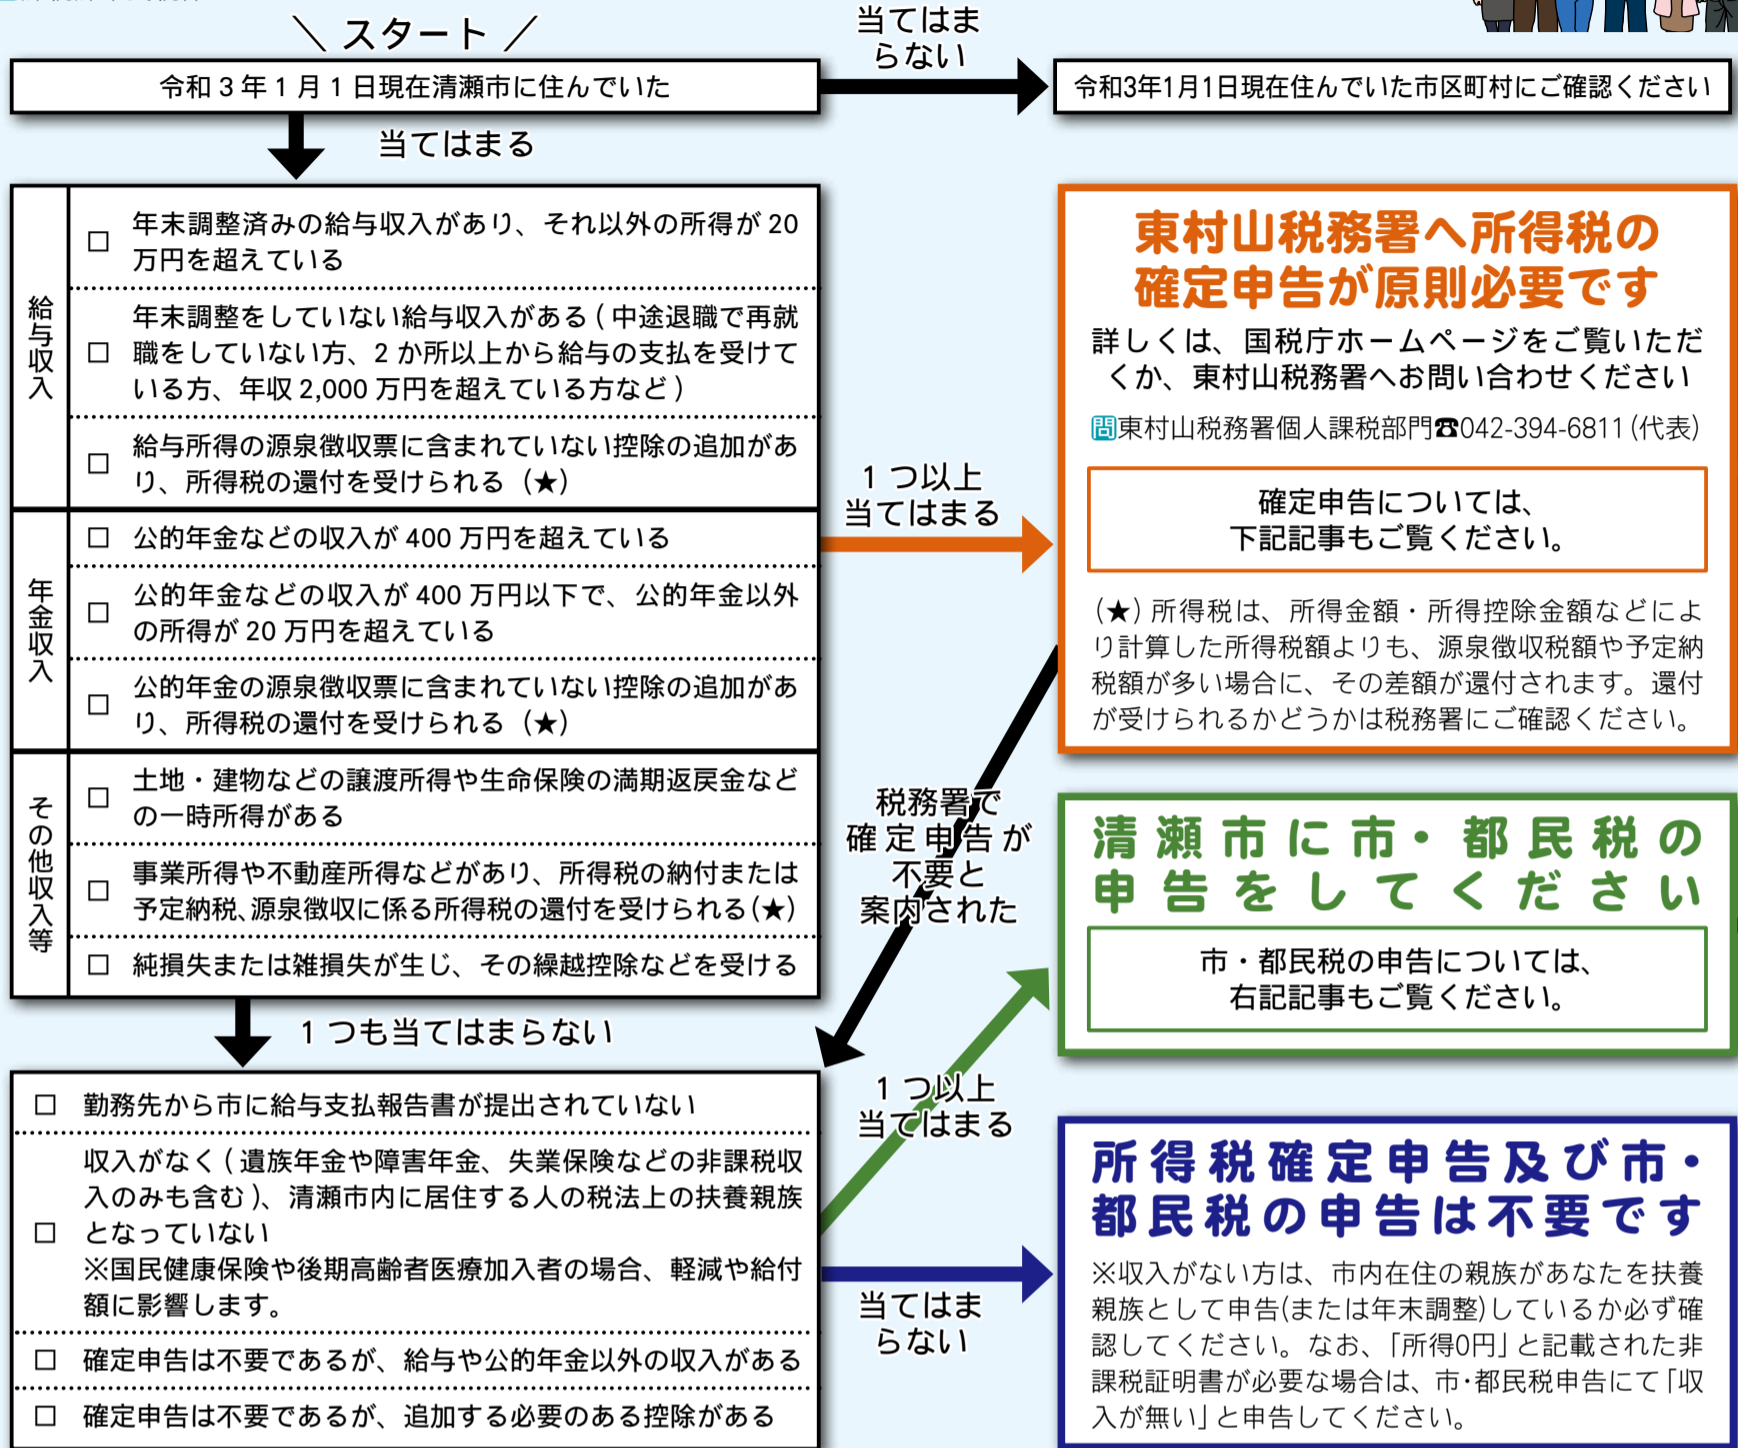 ＼ スタート ／
令和３年１月１日現在清瀬市に住んでいた
当てはま
らない
令和3年1月1日現在住んでいた市区町村にご確認ください
当てはまる
給与収入
□ 年末調整済みの給与収入があり、それ以外の所得が 20
万円を超えている
□ 年末調整をしていない給与収入がある ( 中途退職で再就
職をしていない方、2 か所以上から給与の支払を受けて
いる方、年収 2,000 万円を超えている方など )
□ 給与所得の源泉徴収票に含まれていない控除の追加があ
り、所得税の還付を受けられる（★）
年金収入
□ 公的年金などの収入が 400 万円を超えている
□ 公的年金などの収入が 400 万円以下で、公的年金以外
の所得が 20 万円を超えている
□ 公的年金の源泉徴収票に含まれていない控除の追加があ
り、所得税の還付を受けられる（★）
その他収入等
□ 土地・建物などの譲渡所得や生命保険の満期返戻金など
の一時所得がある
□ 事業所得や不動産所得などがあり、所得税の納付または
予定納税、源泉徴収に係る所得税の還付を受けられる（★）
□ 純損失または雑損失が生じ、その繰越控除などを受ける
１つ以上
当てはまる
東村山税務署へ所得税の
確定申告が原則必要です
詳しくは、国税庁ホームページをご覧いただ
くか、東村山税務署へお問い合わせください
問東村山税務署個人課税部門☎042-394-6811（代表）
確定申告については、
下記記事もご覧ください。
（★）所得税は、所得金額・所得控除金額などによ
り計算した所得税額よりも、源泉徴収税額や予定納
税額が多い場合に、その差額が還付されます。還付
が受けられるかどうかは税務署にご確認ください。
税務署で
確定申告が
不要と
案内された
清瀬市に市・都民税の
申告をしてください
市・都民税の申告については、
右記記事もご覧ください。
１つも当てはまらない
□ 勤務先から市に給与支払報告書が提出されていない
□ 収入がなく ( 遺族年金や障害年金、失業保険などの非課税収
入のみも含む )、清瀬市内に居住する人の税法上の扶養親族
となっていない
※国民健康保険や後期高齢者医療加入者の場合、軽減や給付
額に影響します。
□ 確定申告は不要であるが、給与や公的年金以外の収入がある
□ 確定申告は不要であるが、追加する必要のある控除がある
１つ以上
当てはまる
当てはま
らない
所得税確定申告及び市・
都民税の申告は不要です
※収入がない方は、市内在住の親族があなたを扶養
親族として申告(または年末調整)しているか必ず確
認してください。なお、「所得0円」と記載された非
課税証明書が必要な場合は、市･都民税申告にて「収
入が無い」と申告してください。